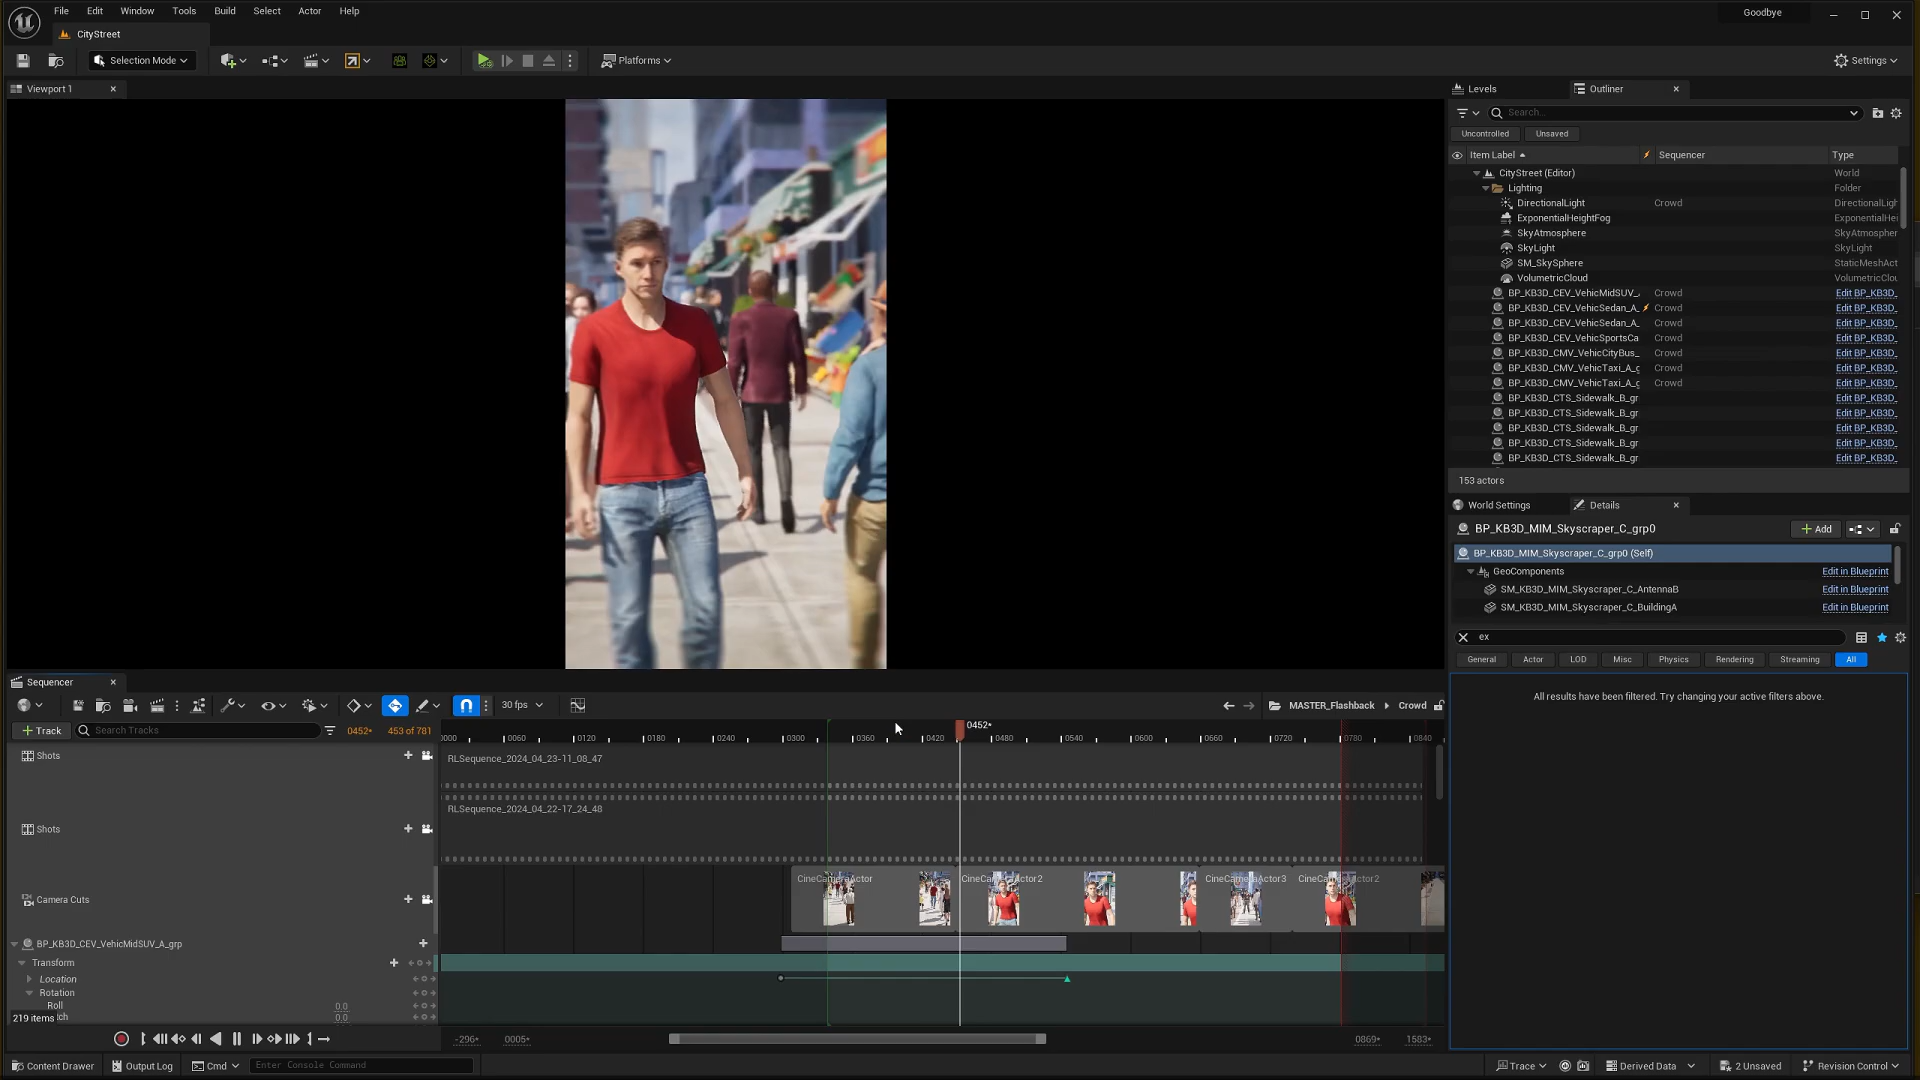 File Edit Window Tools Build Select Actor Help
Goodbye
CityStreet
Selection Mode
Platforms
Settings
Viewport 1
Levels
Outliner
Search...
Uncontrolled Unsaved
Item Label Sequencer Type
CityStreet (Editor) World
Lighting Folder
DirectionalLight Crowd DirectionalLigh
ExponentialHeightFog ExponentialHei
SkyAtmosphere SkyAtmospher
SkyLight SkyLight
SM_SkySphere StaticMeshAct
VolumetricCloud VolumetricClou
BP_KB3D_CEV_VehicMidSUV_ Crowd Edit BP_KB3D_
BP_KB3D_CEV_VehicSedan_A_ Crowd Edit BP_KB3D_
BP_KB3D_CEV_VehicSedan_A_ Crowd Edit BP_KB3D_
BP_KB3D_CEV_VehicSportsCa Crowd Edit BP_KB3D_
BP_KB3D_CMV_VehicCityBus_ Crowd Edit BP_KB3D_
BP_KB3D_CMV_VehicTaxi_A_g Crowd Edit BP_KB3D_
BP_KB3D_CMV_VehicTaxi_A_g Crowd Edit BP_KB3D_
BP_KB3D_CTS_Sidewalk_B_gr Edit BP_KB3D_
BP_KB3D_CTS_Sidewalk_B_gr Edit BP_KB3D_
BP_KB3D_CTS_Sidewalk_B_gr Edit BP_KB3D_
BP_KB3D_CTS_Sidewalk_B_gr Edit BP_KB3D_
BP_KB3D_CTS_Sidewalk_B_gr Edit BP_KB3D_
153 actors
World Settings
Details
BP_KB3D_MIM_Skyscraper_C_grp0
+ Add
BP_KB3D_MIM_Skyscraper_C_grp0 (Self)
GeoComponents Edit in Blueprint
SM_KB3D_MIM_Skyscraper_C_AntennaB Edit in Blueprint
SM_KB3D_MIM_Skyscraper_C_BuildingA Edit in Blueprint
ex
General Actor LOD Misc Physics Rendering Streaming All
All results have been filtered. Try changing your active filters above.
Sequencer
30 fps
MASTER_Flashback Crowd
+ Track
Search Tracks
0452* 453 of 781
0452*
0000 0060 0120 0180 0240 0300 0360 0420 0480 0540 0600 0660 0720 0780 0840
Shots
RLSequence_2024_04_23-11_08_47
RLSequence_2024_04_22-17_24_48
Shots
CineCameraActor CineCameraActor2 CineCameraActor3 CineCameraActor2
Camera Cuts
BP_KB3D_CEV_VehicMidSUV_A_grp
Transform
Location
Rotation
Roll 0.0
219 items ch 0.0
-296* 0005* 0869* 1583*
Content Drawer
Output Log
Cmd
Enter Console Command
Trace
Derived Data
2 Unsaved
Revision Control